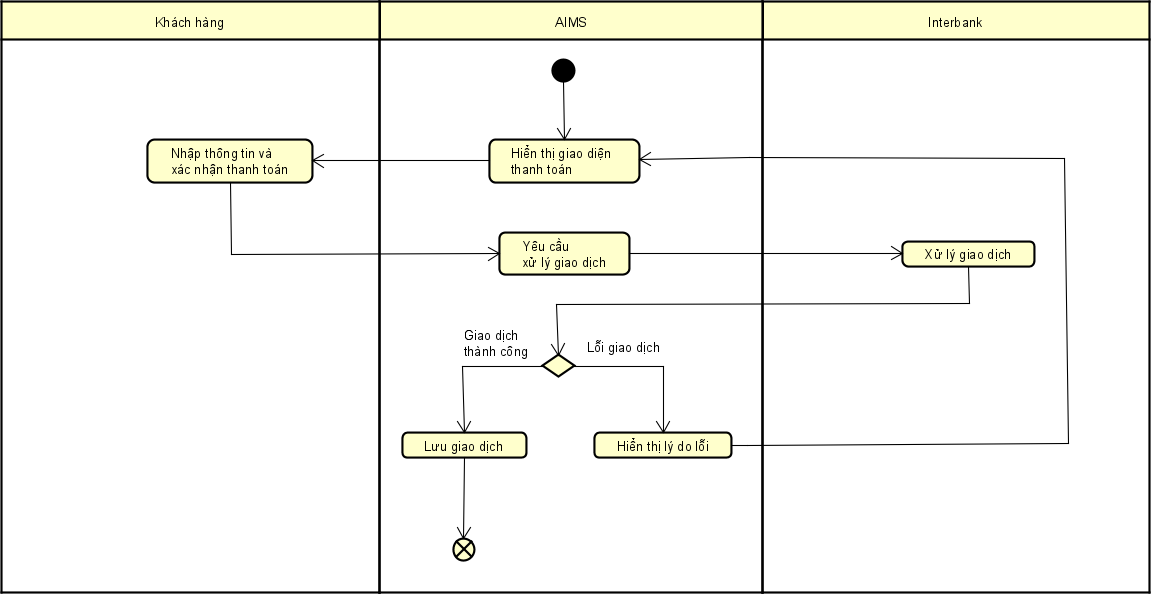 Khách hàng
AIMS
Interbank
Nhập thông tin và
xác nhận thanh toán
Hiển thị giao diện
thanh toán
Yêu cầu
xử lý giao dịch
Xử lý giao dịch
Giao dịch
thành công
Lỗi giao dịch
Lưu giao dịch
Hiển thị lý do lỗi